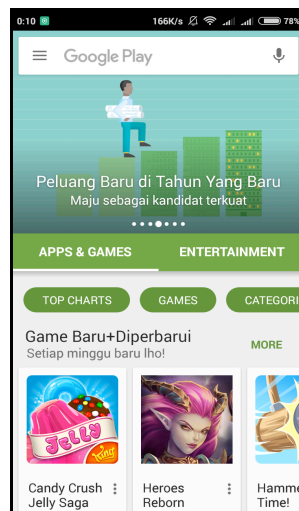 0:10 166K/s 78%
Google Play
Peluang Baru di Tahun Yang Baru
Maju sebagai kandidat terkuat
APPS & GAMES ENTERTAINMENT
TOP CHARTS GAMES CATEGORI
Game Baru+Diperbarui
MORE
Setiap minggu baru lho!
JELLY
King
Candy Crush
Jelly Saga
Heroes
Reborn
Hamme
Time!